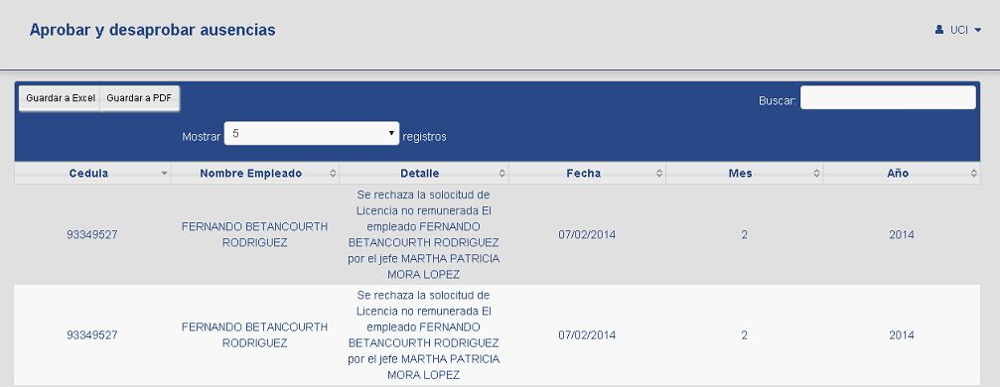 Aprobar y desaprobar ausencias
UCI
Guardar a Excel Guardar a PDF
Buscar:
Mostrar 5 registros
Cedula Nombre Empleado Detalle Fecha Mes Año
Se rechaza la solocitud de
Licencia no remunerada El
empleado FERNANDO
BETANCOURTH RODRIGUEZ
por el jefe MARTHA PATRICIA
MORA LOPEZ
93349527 FERNANDO BETANCOURTH
RODRIGUEZ
07/02/2014 2 2014
Se rechaza la solocitud de
Licencia no remunerada El
empleado FERNANDO
BETANCOURTH RODRIGUEZ
por el jefe MARTHA PATRICIA
MORA LOPEZ
93349527 FERNANDO BETANCOURTH
RODRIGUEZ
07/02/2014 2 2014